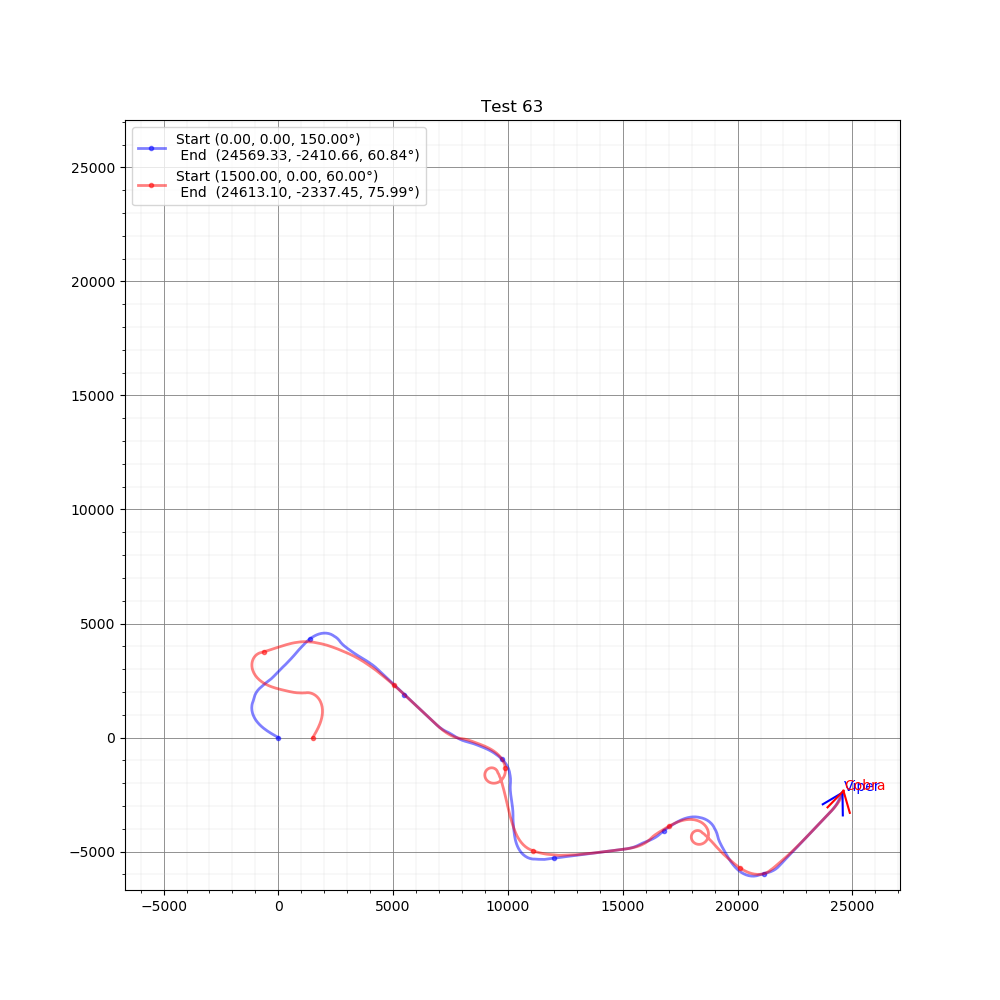 Test 63
Start (0.00, 0.00, 150.00°)
End  (24569.33, -2410.66, 60.84°)
Start (1500.00, 0.00, 60.00°)
End  (24613.10, -2337.45, 75.99°)
25000
20000
15000
10000
5000
0
−5000
Viper
Cobra
−5000
0
5000
10000
15000
20000
25000